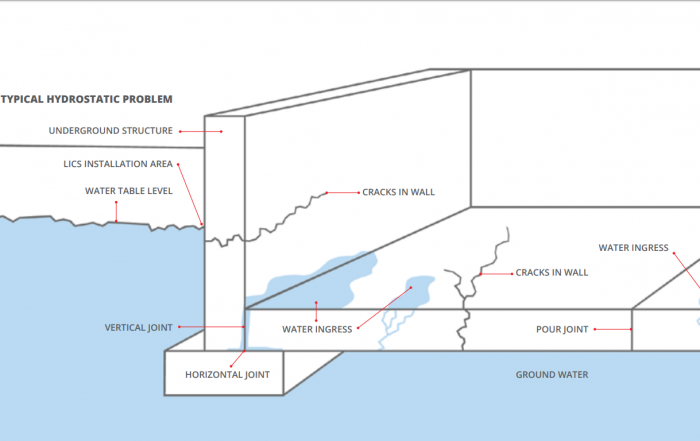 TYPICAL HYDROSTATIC PROBLEM
UNDERGROUND STRUCTURE
LICS INSTALLATION AREA
WATER TABLE LEVEL
CRACKS IN WALL
WATER INGRESS
CRACKS IN WALL
VERTICAL JOINT
WATER INGRESS
POUR JOINT
HORIZONTAL JOINT
GROUND WATER